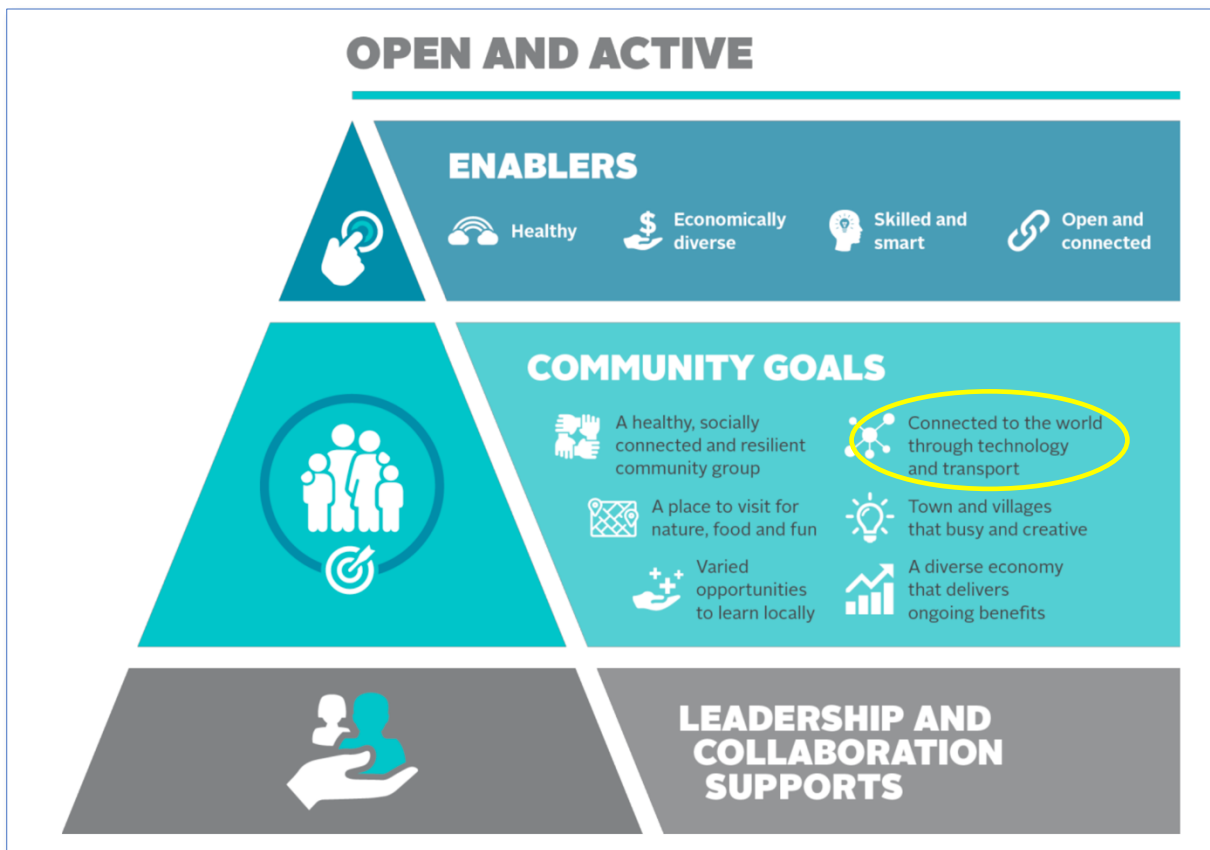 OPEN AND ACTIVE
ENABLERS
Healthy
Economically
diverse
Skilled and
smart
Open and
connected
COMMUNITY GOALS
A healthy, socially
connected and resilient
community group
Connected to the world
through technology
and transport
A place to visit for
nature, food and fun
Town and villages
that busy and creative
Varied
opportunities
to learn locally
A diverse economy
that delivers
ongoing benefits
LEADERSHIP AND
COLLABORATION
SUPPORTS